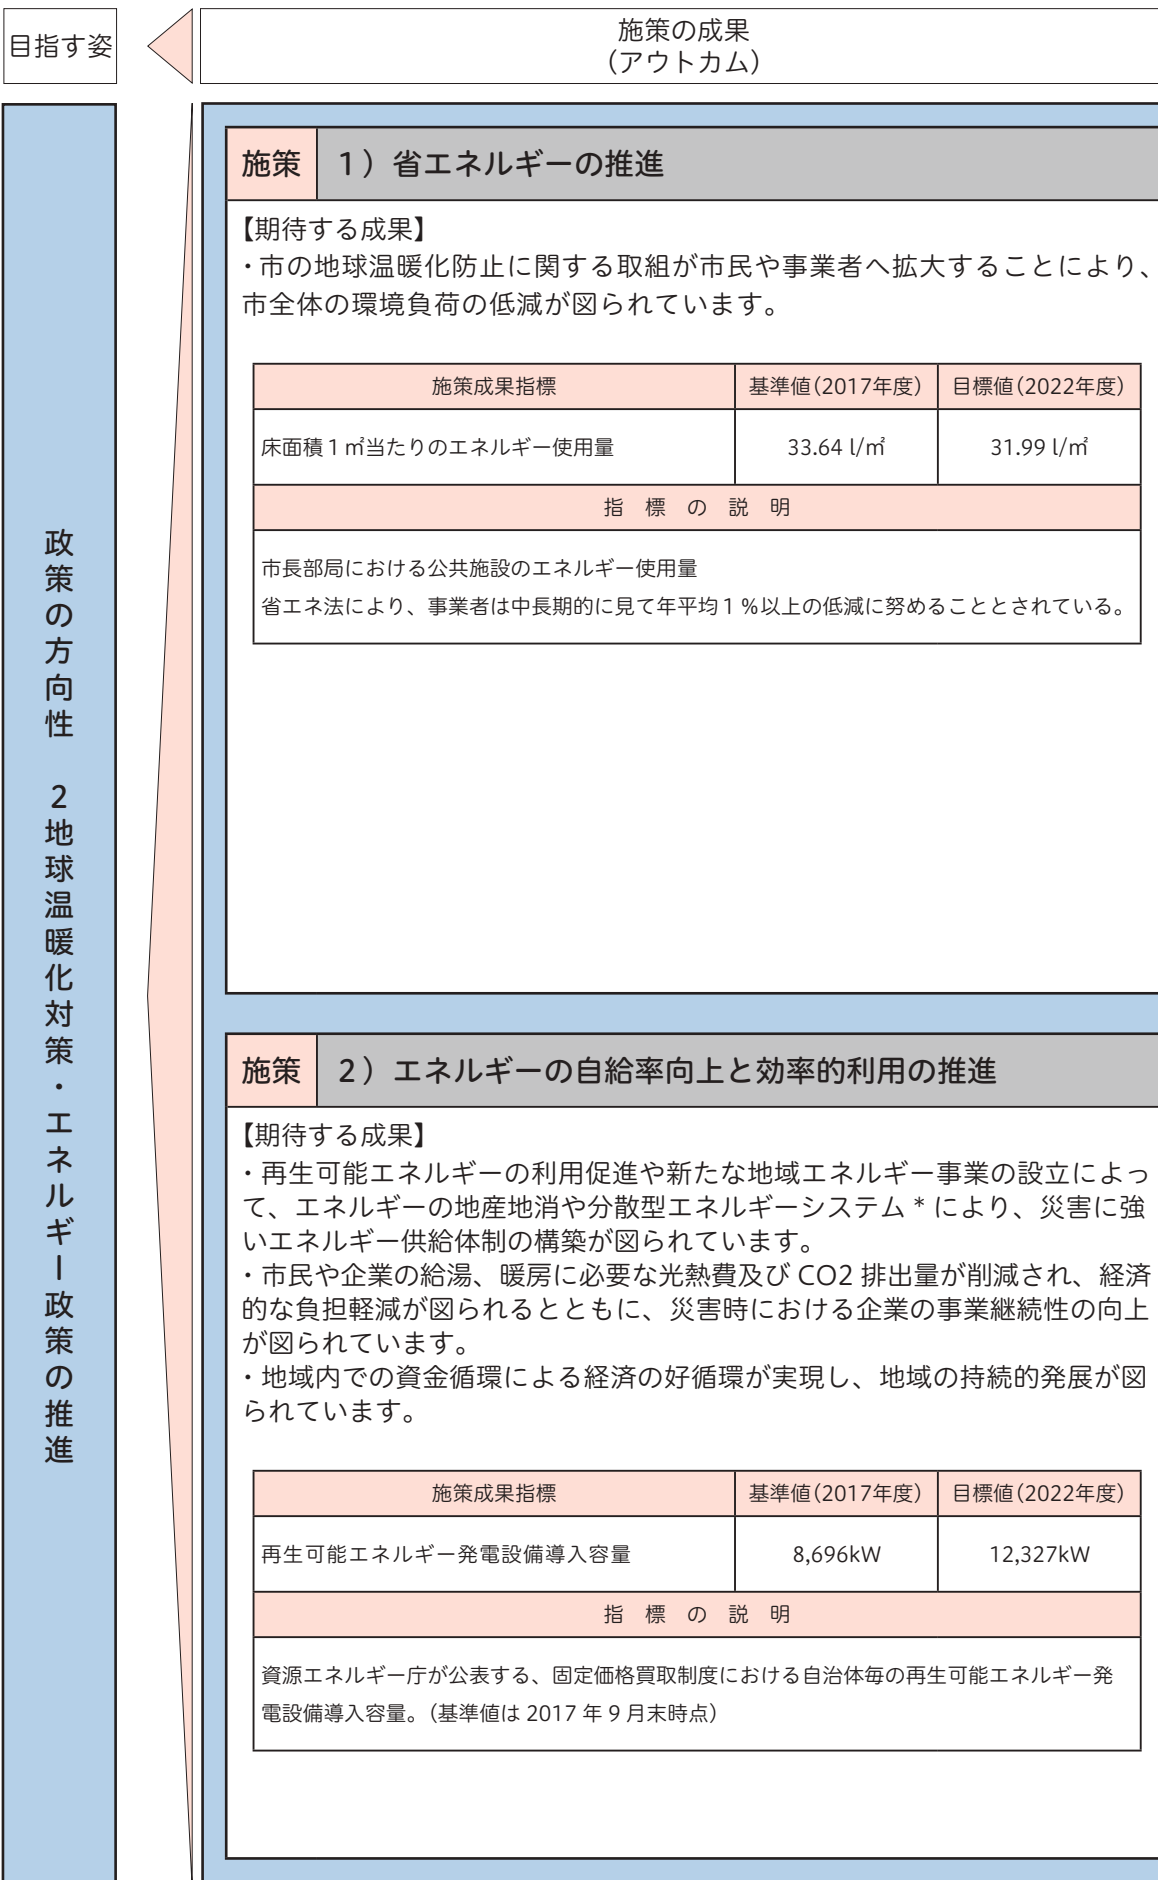 目指す姿
施策の成果
（アウトカム）
政策の方向性　2地球温暖化対策・エネルギー政策の推進
施策 1）省エネルギーの推進
【期待する成果】
・市の地球温暖化防止に関する取組が市民や事業者へ拡大することにより、
市全体の環境負荷の低減が図られています。
施策成果指標 基準値（2017年度） 目標値（2022年度）
床面積１㎡当たりのエネルギー使用量 33.64 l/㎡ 31.99 l/㎡
指　標　の　説　明
市長部局における公共施設のエネルギー使用量
省エネ法により、事業者は中長期的に見て年平均１%以上の低減に努めることとされている。
施策 2）エネルギーの自給率向上と効率的利用の推進
【期待する成果】
・再生可能エネルギーの利用促進や新たな地域エネルギー事業の設立によっ
て、エネルギーの地産地消や分散型エネルギーシステム * により、災害に強
いエネルギー供給体制の構築が図られています。
・市民や企業の給湯、暖房に必要な光熱費及び CO2 排出量が削減され、経済
的な負担軽減が図られるとともに、災害時における企業の事業継続性の向上
が図られています。
・地域内での資金循環による経済の好循環が実現し、地域の持続的発展が図
られています。
施策成果指標 基準値（2017年度） 目標値（2022年度）
再生可能エネルギー発電設備導入容量 8,696kW 12,327kW
指　標　の　説　明
資源エネルギー庁が公表する、固定価格買取制度における自治体毎の再生可能エネルギー発
電設備導入容量。（基準値は 2017 年 9 月末時点）